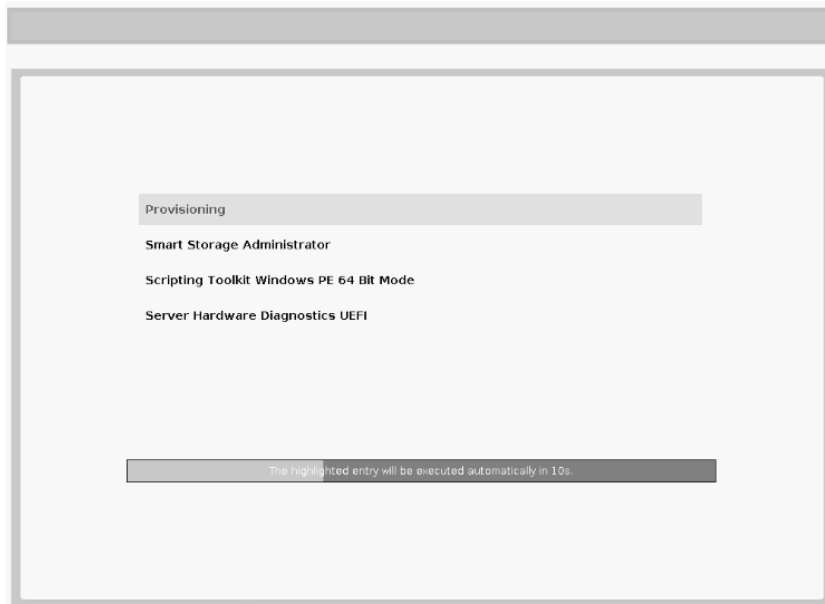 Provisioning
Smart Storage Administrator
Scripting Toolkit Windows PE 64 Bit Mode
Server Hardware Diagnostics UEFI
The highlighted entry will be executed automatically in 10s.